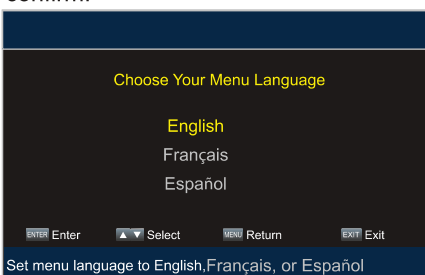 Choose Your Menu Language
English
Français
Español
ENTER Enter ▲ ▼ Select MENU Return EXIT Exit
Set menu language to English,Français, or Español